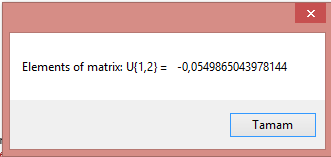 Elements of matrix: U{1,2} = -0,0549865043978144
Tamam